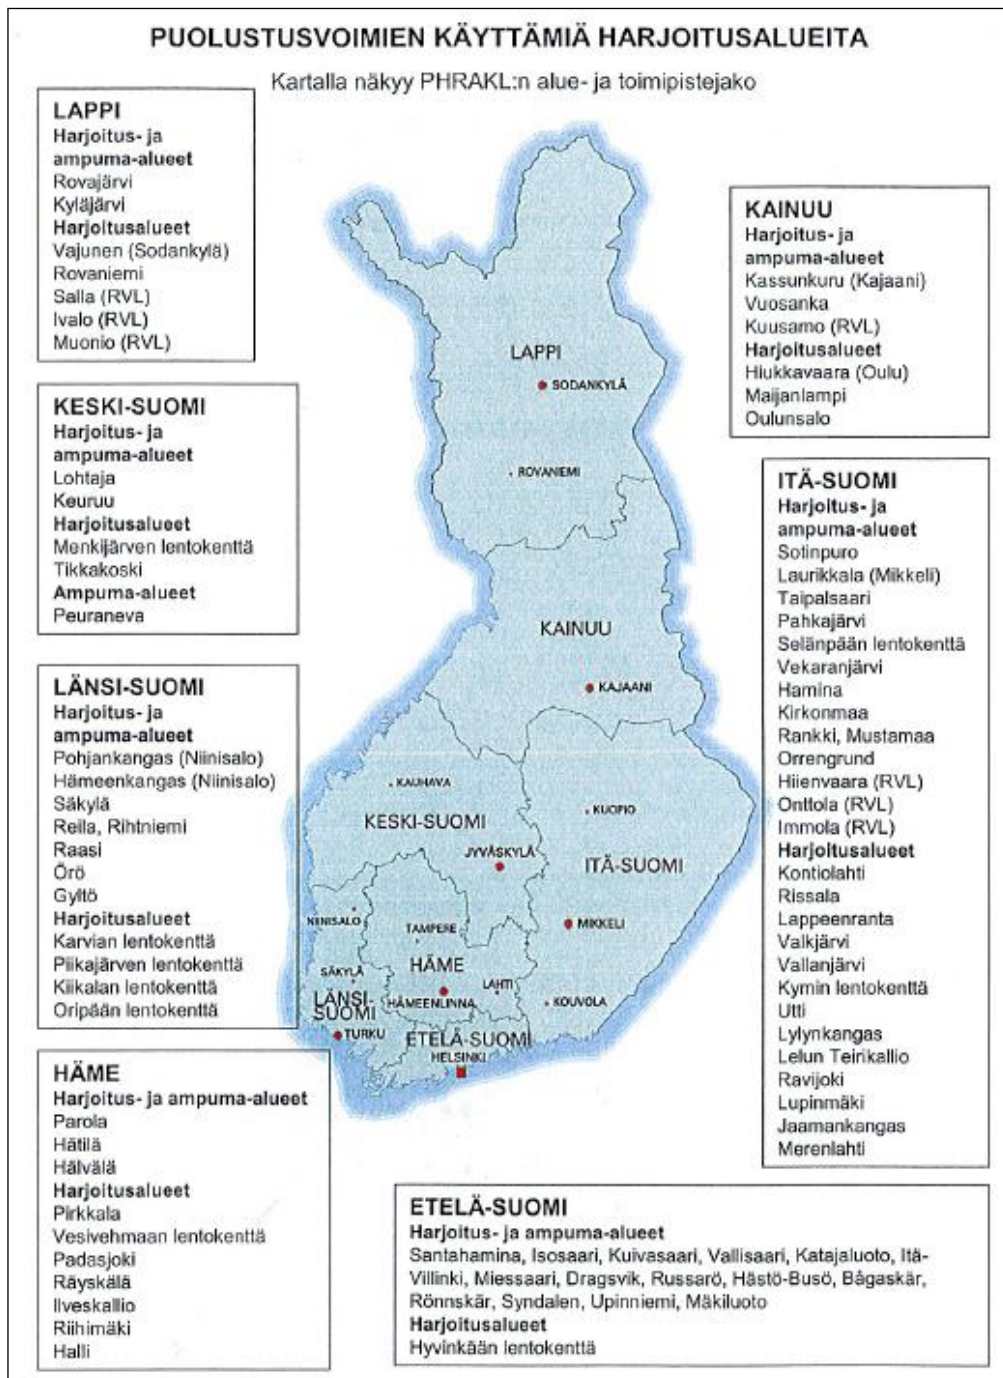 PUOLUSTUSVOIMIEN KÄYTTÄMIÄ HARJOITUSALUEITA
Kartalla näkyy PHRAKL:n alue- ja toimipistejako
LAPPI
Harjoitus- ja
ampuma-alueet
Rovajärvi
Kyläjärvi
Harjoitusalueet
Vajunen (Sodankylä)
Rovaniemi
Salla (RVL)
Ivalo (RVL)
Muonio (RVL)
KESKI-SUOMI
Harjoitus- ja
ampuma-alueet
Lohtaja
Keuruu
Harjoitusalueet
Menkijärven lentokenttä
Tikkakoski
Ampuma-alueet
Peuraneva
LÄNSI-SUOMI
Harjoitus- ja
ampuma-alueet
Pohjankangas (Niinisalo)
Hämeenkangas (Niinisalo)
Säkylä
Reila, Rihtniemi
Raasi
Örö
Gyltö
Harjoitusalueet
Karvian lentokenttä
Piikajärven lentokenttä
Kiikalan lentokenttä
Oripään lentokenttä
HÄME
Harjoitus- ja ampuma-alueet
Parola
Hätilä
Hälvälä
Harjoitusalueet
Pirkkala
Vesivehmaan lentokenttä
Padasjoki
Räyskälä
Ilveskallio
Riihimäki
Halli
LAPPI
SODANKYLÄ
ROVANIEMI
KAINUU
KAJAANI
KAUHAVA
KESKI-SUOMI
JYVÄSKYLÄ
KUOPIO
ITÄ-SUOMI
MIKKELI
NIINISALO
TAMPERE
HÄME
SÄKYLÄ
LÄNSI-
SUOMI
HÄMEENLINNA
LAHTI
KOUVOLA
TURKU
ETELÄ-SUOMI
HELSINKI
KAINUU
Harjoitus- ja
ampuma-alueet
Kassunkuru (Kajaani)
Vuosanka
Kuusamo (RVL)
Harjoitusalueet
Hiukkavaara (Oulu)
Maijanlampi
Oulunsalo
ITÄ-SUOMI
Harjoitus- ja
ampuma-alueet
Sotinpuro
Laurikkala (Mikkeli)
Taipalsaari
Pahkajärvi
Selänpään lentokenttä
Vekaranjärvi
Hamina
Kirkonmaa
Rankki, Mustamaa
Orrengrund
Hiienvaara (RVL)
Onttola (RVL)
Immola (RVL)
Harjoitusalueet
Kontiolahti
Rissala
Lappeenranta
Valkjärvi
Vallanjärvi
Kymin lentokenttä
Utti
Lylynkangas
Lelun Teirikallio
Ravijoki
Lupinmäki
Jaamankangas
Merenlahti
ETELÄ-SUOMI
Harjoitus- ja ampuma-alueet
Santahamina, Isosaari, Kuivasaari, Vallisaari, Katajaluoto, Itä-
Villinki, Miessaari, Dragsvik, Russarö, Hästö-Busö, Bågaskär,
Rönnskär, Syndalen, Upinniemi, Mäkiluoto
Harjoitusalueet
Hyvinkään lentokenttä